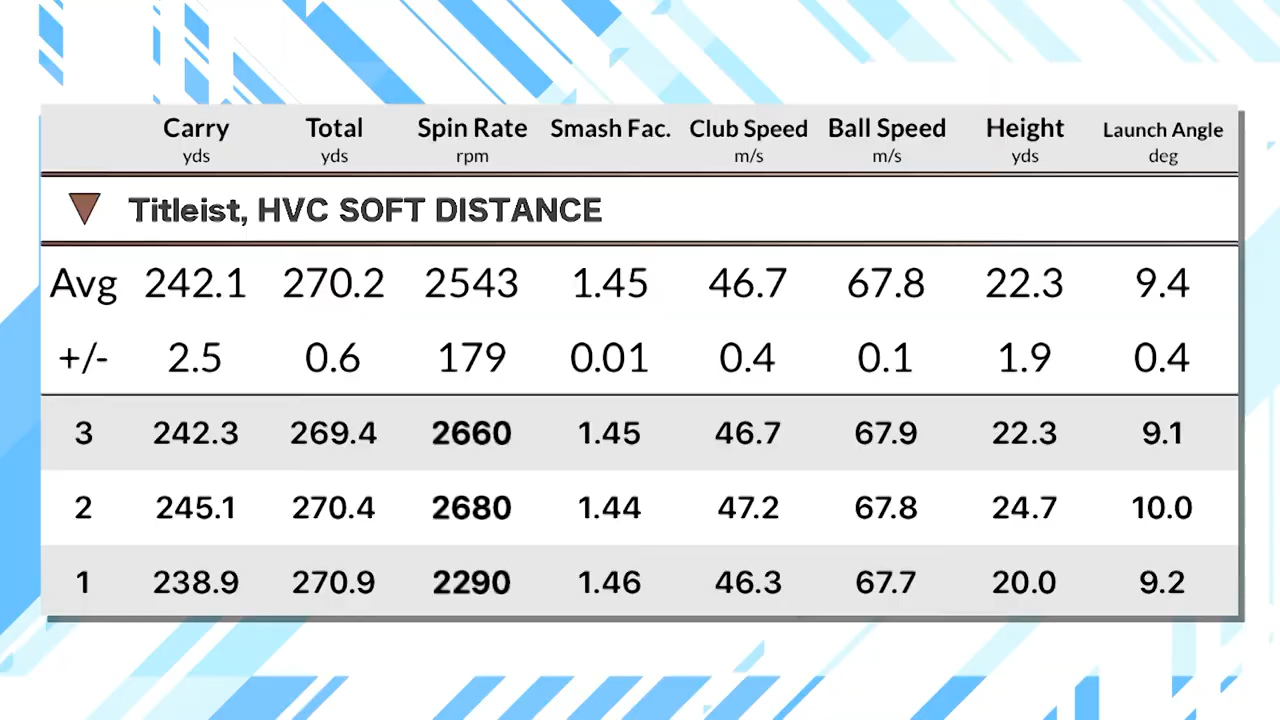 Carry Total Spin Rate Smash Fac. Club Speed Ball Speed Height Launch Angle
yds yds rpm m/s m/s yds deg
Titleist, HVC SOFT DISTANCE
Avg 242.1 270.2 2543 1.45 46.7 67.8 22.3 9.4
+/- 2.5 0.6 179 0.01 0.4 0.1 1.9 0.4
3 242.3 269.4 2660 1.45 46.7 67.9 22.3 9.1
2 245.1 270.4 2680 1.44 47.2 67.8 24.7 10.0
1 238.9 270.9 2290 1.46 46.3 67.7 20.0 9.2